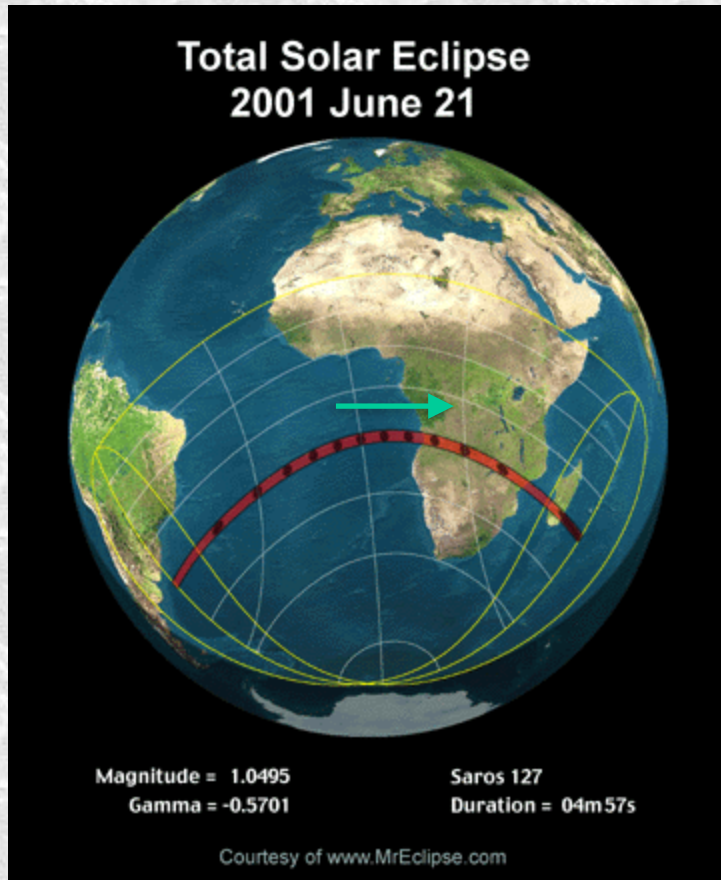 Total Solar Eclipse
2001 June 21
Magnitude = 1.0495
Gamma = -0.5701
Saros 127
Duration = 04m57s
Courtesy of www.MrEclipse.com